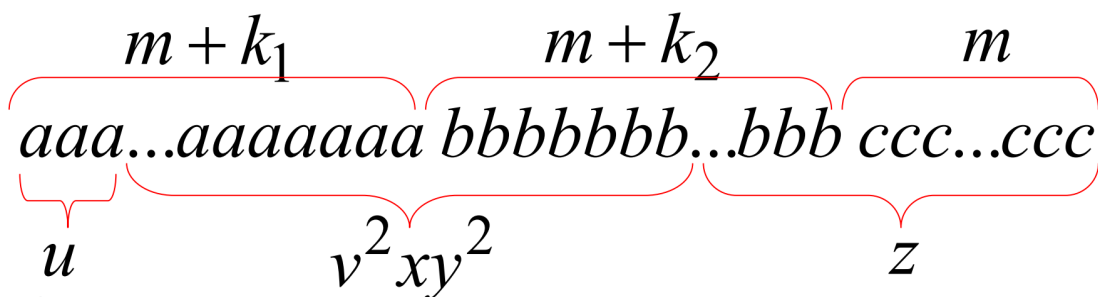 m + k₁ m + k₂ m
aaa...aaaaaaa bbbbbbb...bbb ccc...ccc
u v²xy² z